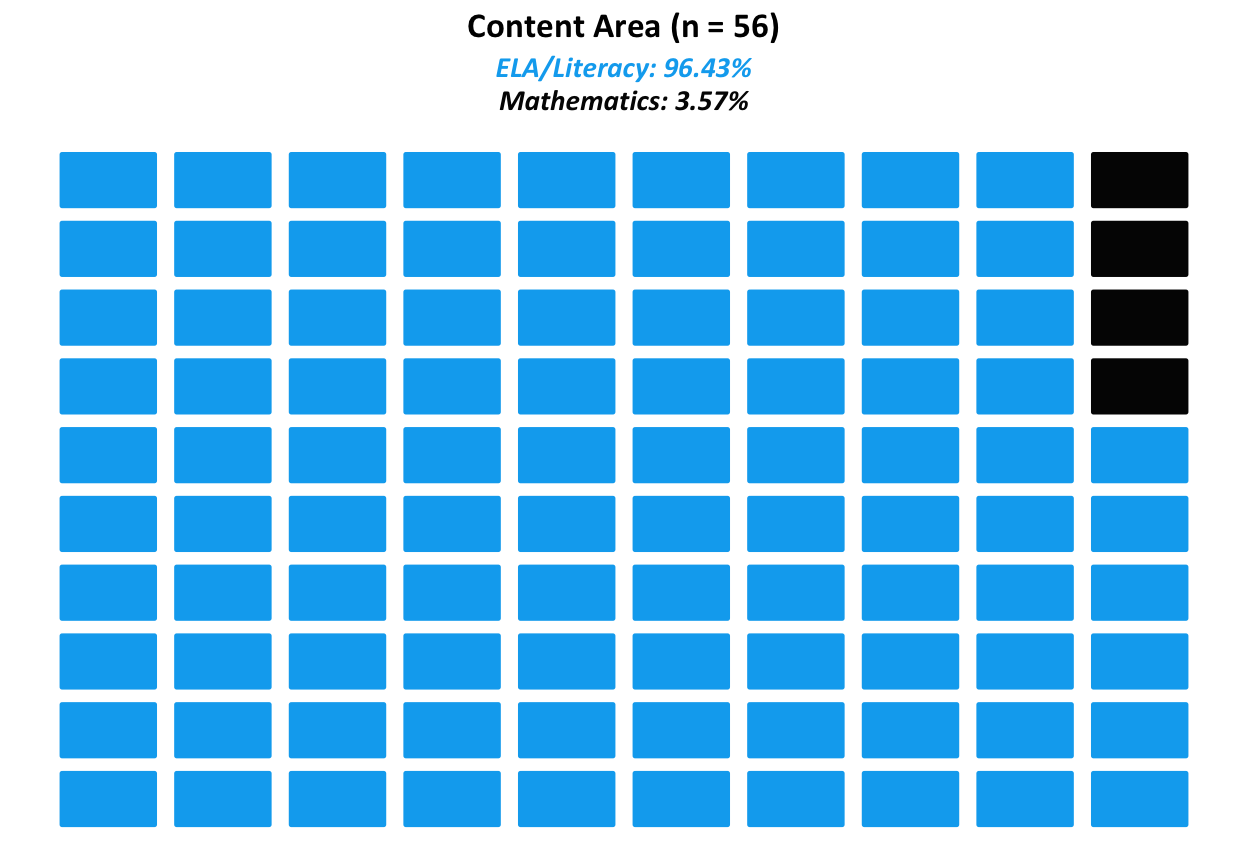 Content Area (n = 56)
ELA/Literacy: 96.43%
Mathematics: 3.57%